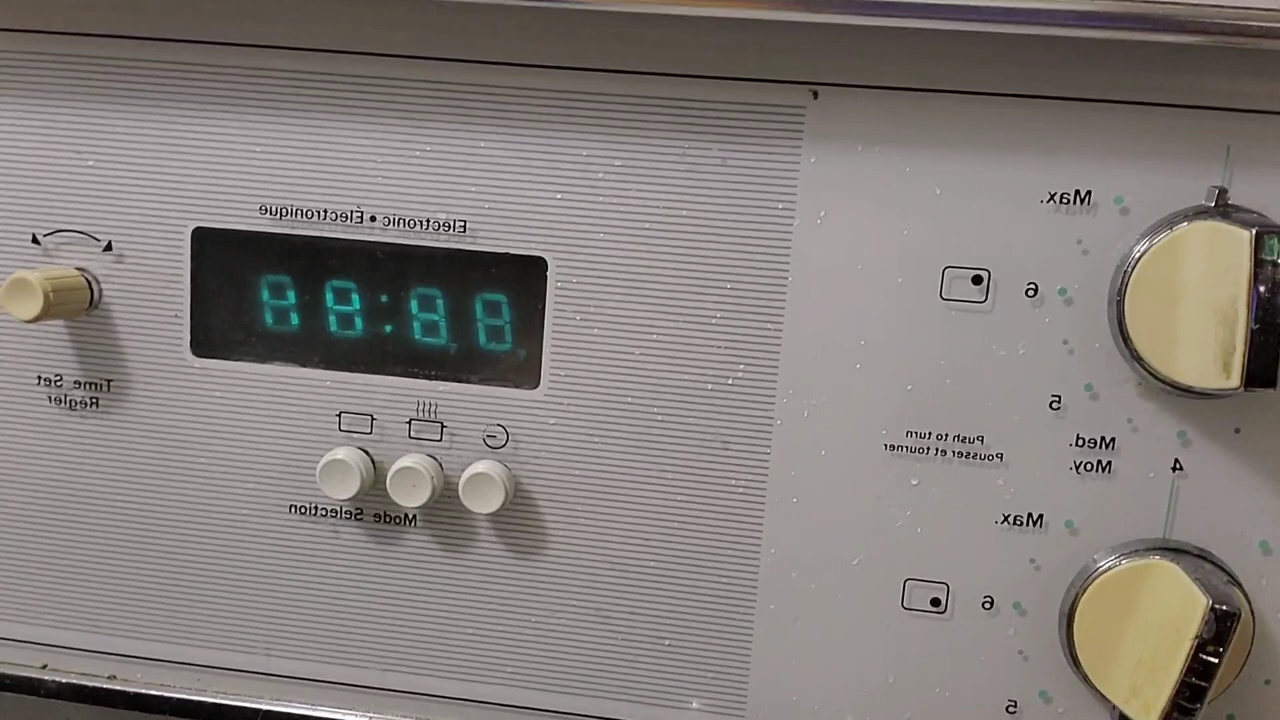 Electronic • Électronique
88:88
Time Set
Régler
Mode Selection
Max.
6
5
Med.
Moy.
4
Push to turn
Pousser et tourner
Max.
6
5